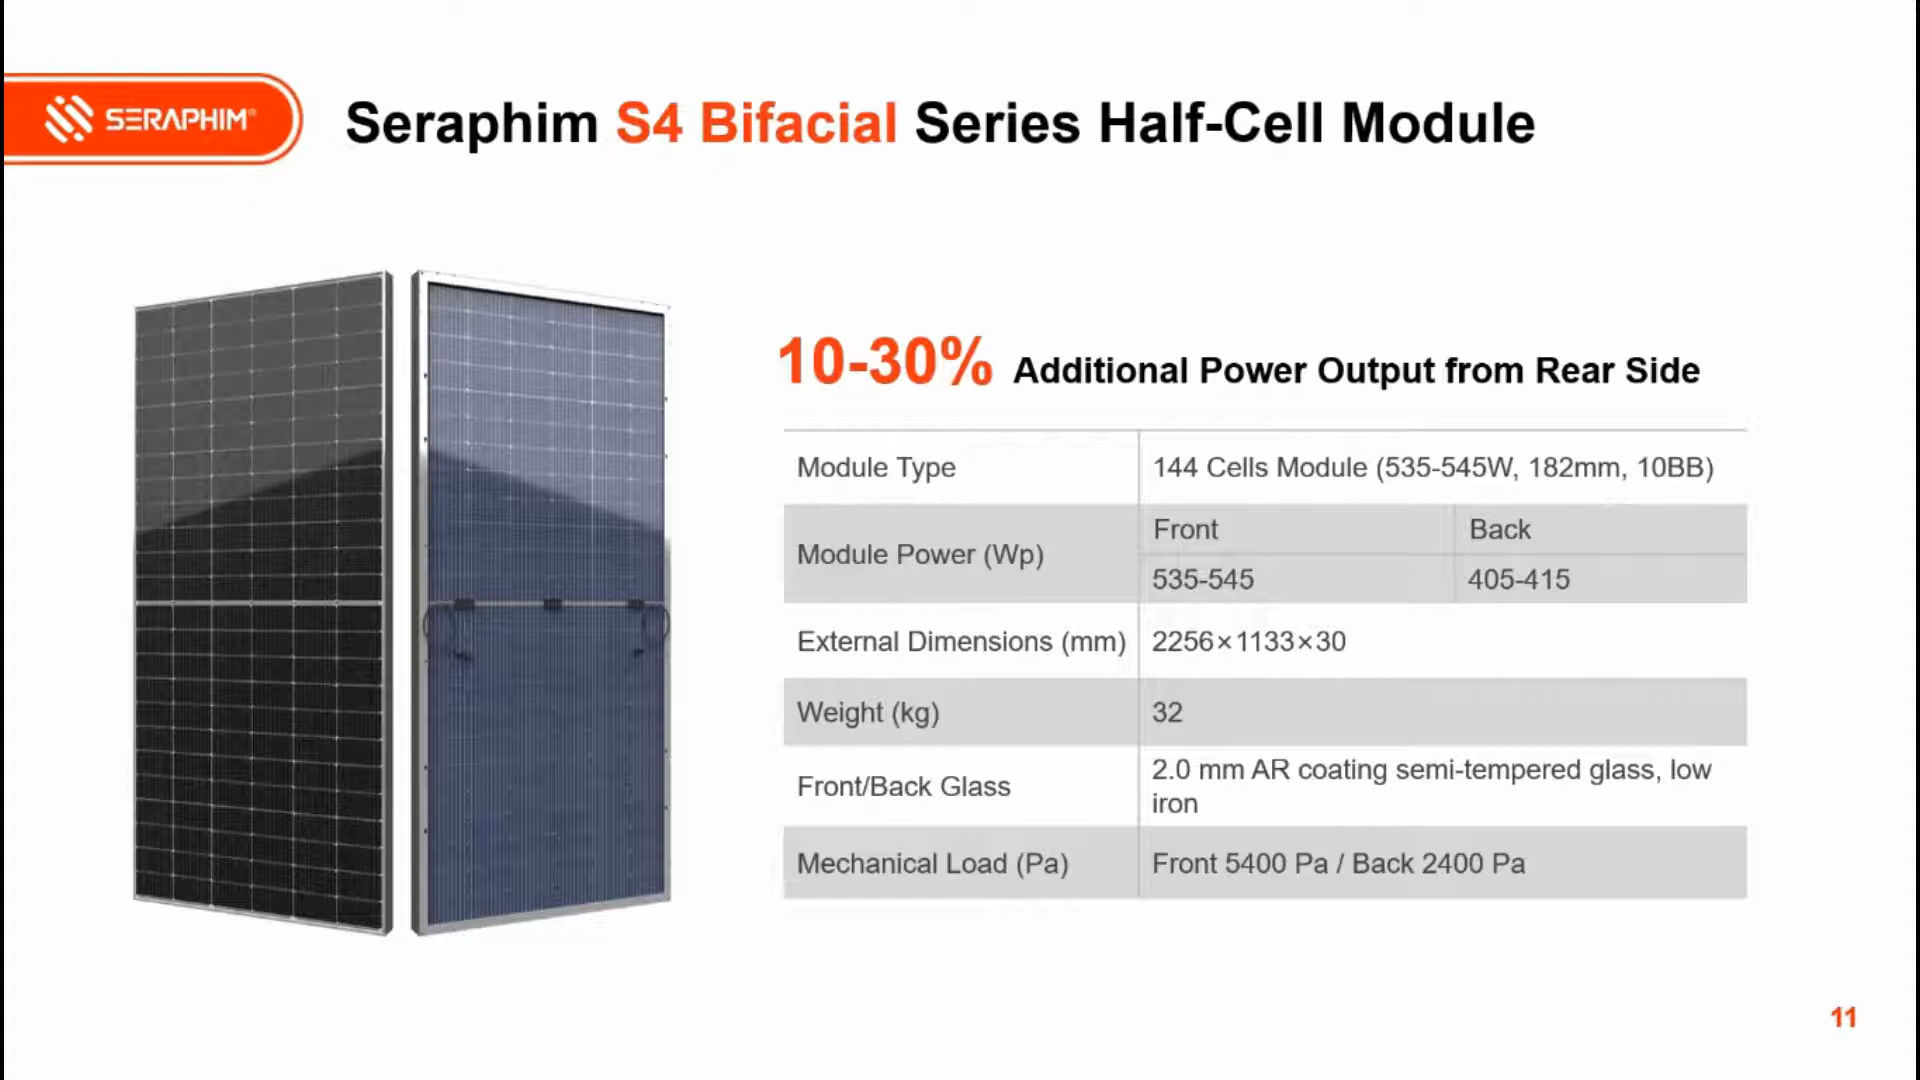 SERAPHIM®
Seraphim S4 Bifacial Series Half-Cell Module
10-30% Additional Power Output from Rear Side
Module Type
144 Cells Module (535-545W, 182mm, 10BB)
Module Power (Wp)
Front
Back
535-545
405-415
External Dimensions (mm)
2256×1133×30
Weight (kg)
32
Front/Back Glass
2.0 mm AR coating semi-tempered glass, low
iron
Mechanical Load (Pa)
Front 5400 Pa / Back 2400 Pa
11